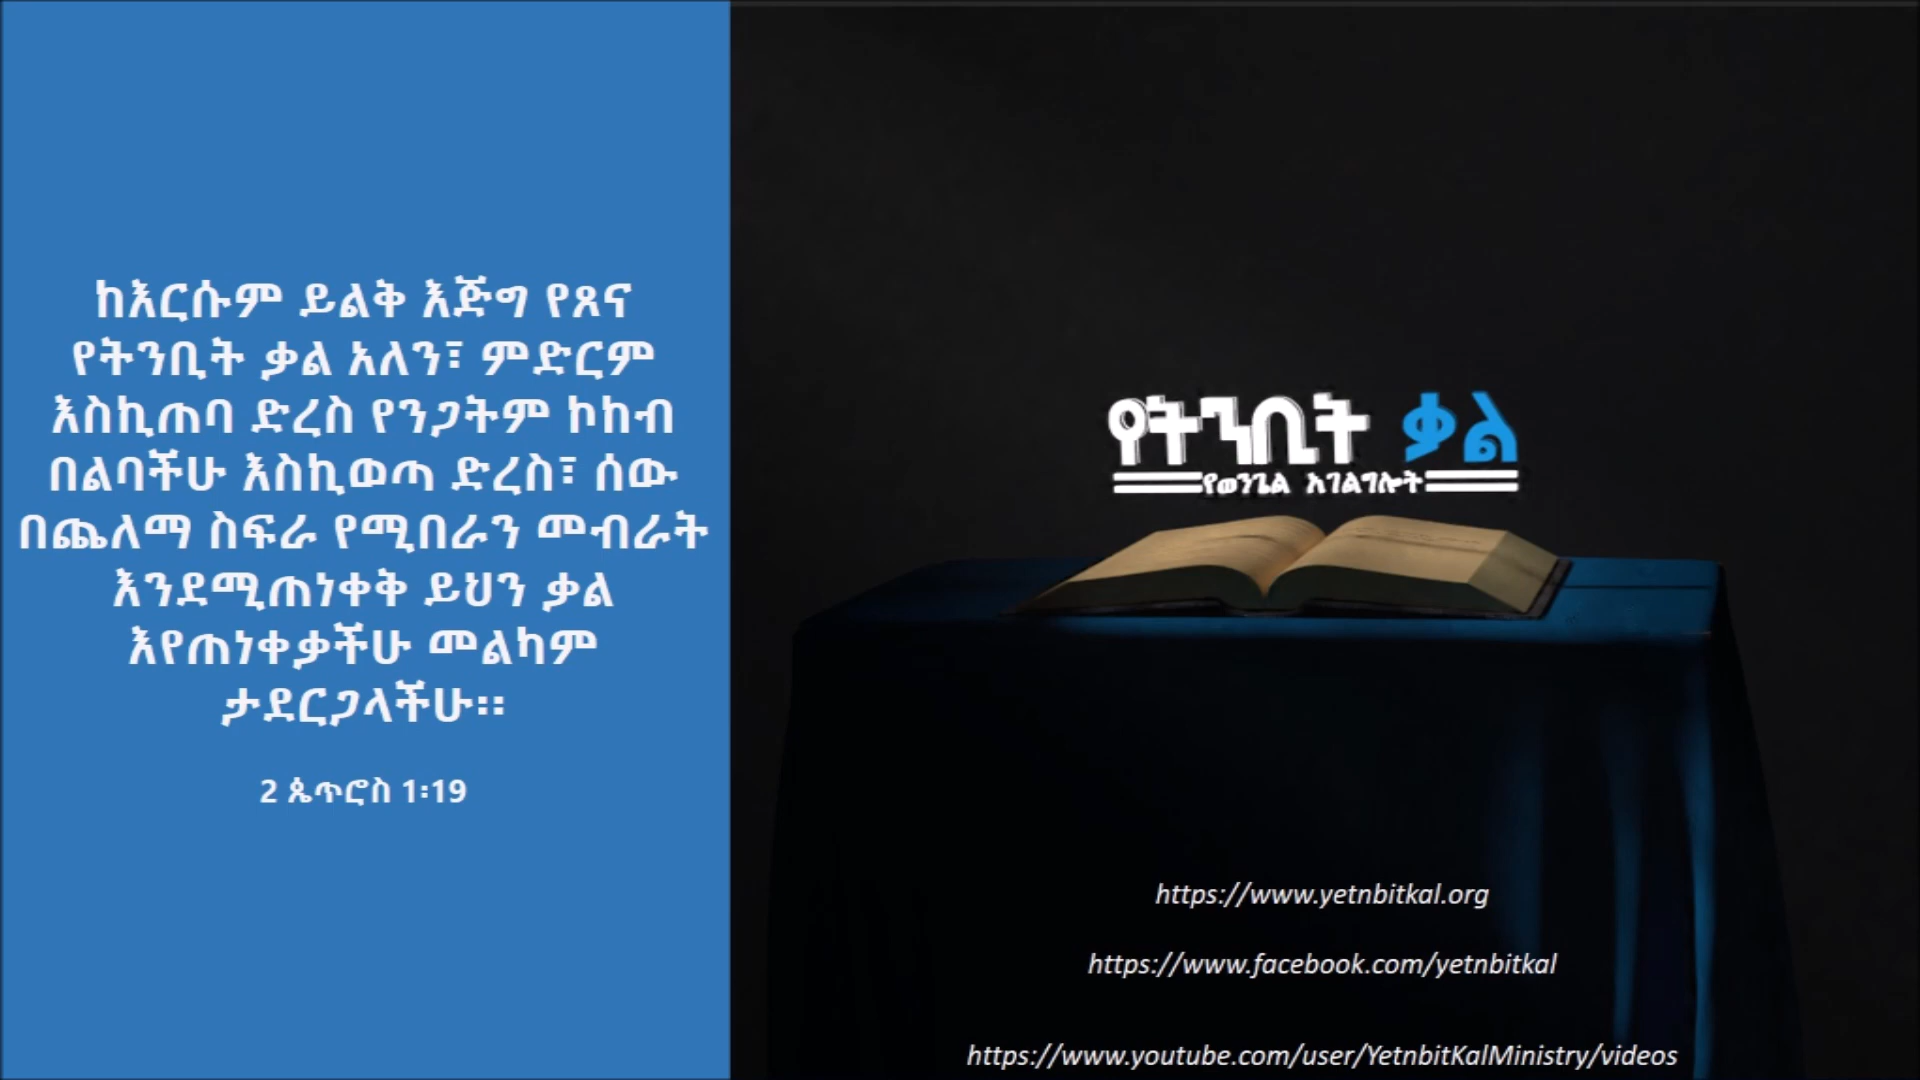 ከእርሱም ይልቅ እጅግ የጸና
የትንቢት ቃል አለን፣ ምድርም
እስኪጠባ ድረስ የንጋትም ኮከብ
በልባችሁ እስኪወጣ ድረስ፣ ሰው
በጨለማ ስፍራ የሚበራን መብራት
እንደሚጠነቀቅ ይህን ቃል
እየጠነቀቃችሁ መልካም
ታደርጋላችሁ።
2 ጴጥሮስ 1፡19
የትንቢት ቃል
የወንጌል አገልግሎት
https://www.yetnbitkal.org
https://www.facebook.com/yetnbitkal
https://www.youtube.com/user/YetnbitKalMinistry/videos